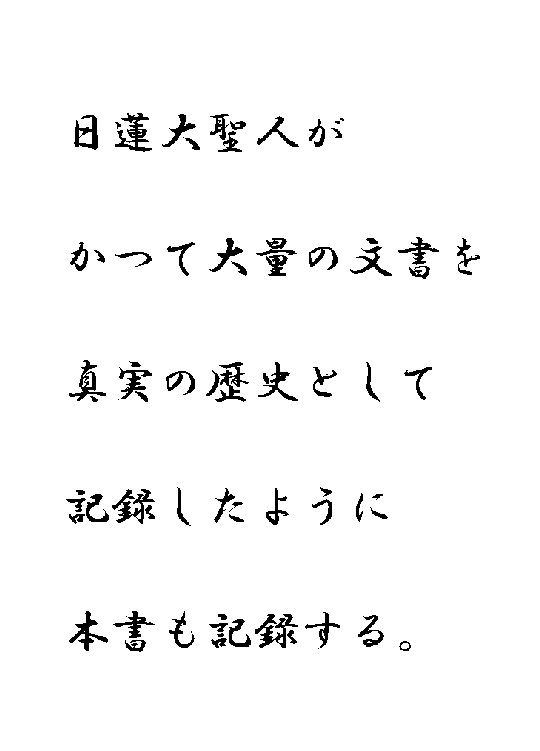 日蓮大聖人が
かつて大量の文書を
真実の歴史として
記録したように
本書も記録する。